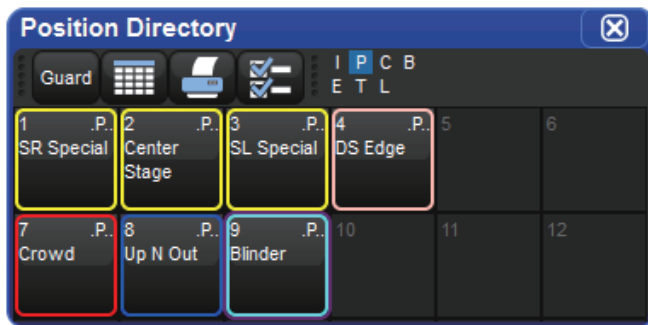 Position Directory
Guard
I P C B
E T L
1 .P.. 2 .P.. 3 .P.. 4 .P.. 5 6
SR Special Center Stage SL Special DS Edge
7 .P.. 8 .P.. 9 .P.. 10 11 12
Crowd Up N Out Blinder